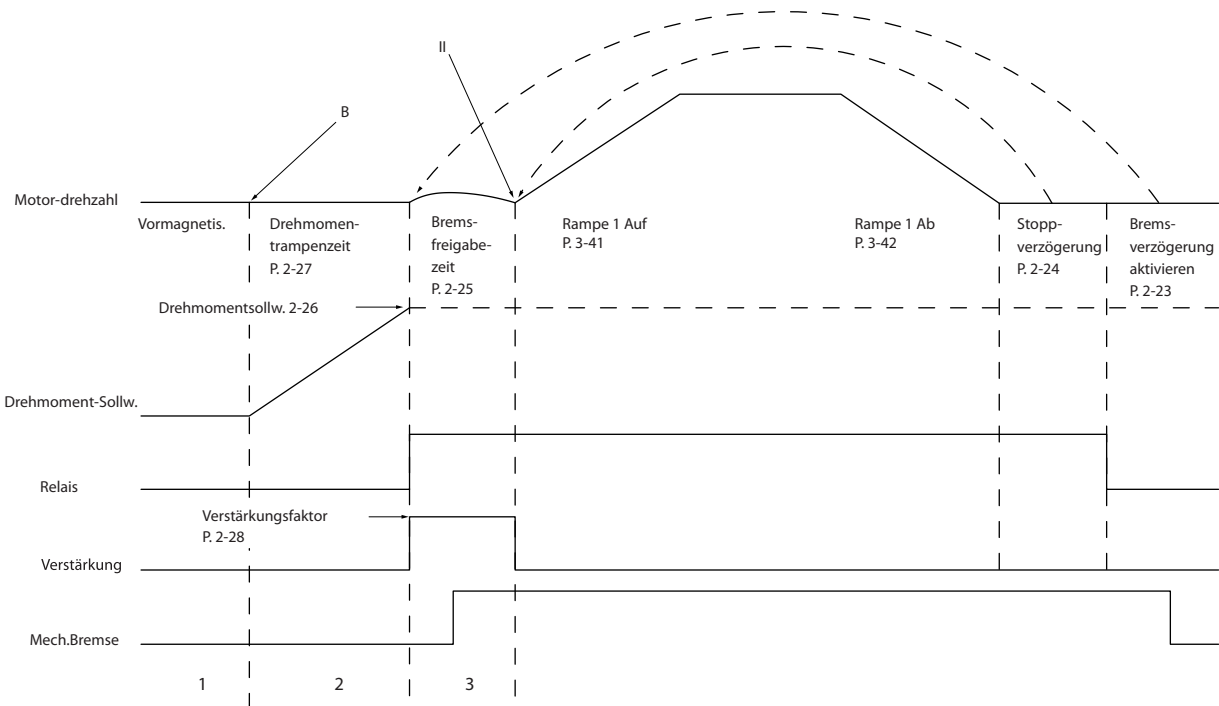 II
B
Motor-drehzahl
Vormagnetis.
Drehmomen-
trampenzeit
P. 2-27
Brems-
freigabe-
zeit
P. 2-25
Rampe 1 Auf
P. 3-41
Rampe 1 Ab
P. 3-42
Stopp-
verzögerung
P. 2-24
Brems-
verzögerung
aktivieren
P. 2-23
Drehmomentsollw. 2-26
Drehmoment-Sollw.
Relais
Verstärkungsfaktor
P. 2-28
Verstärkung
Mech.Bremse
1
2
3